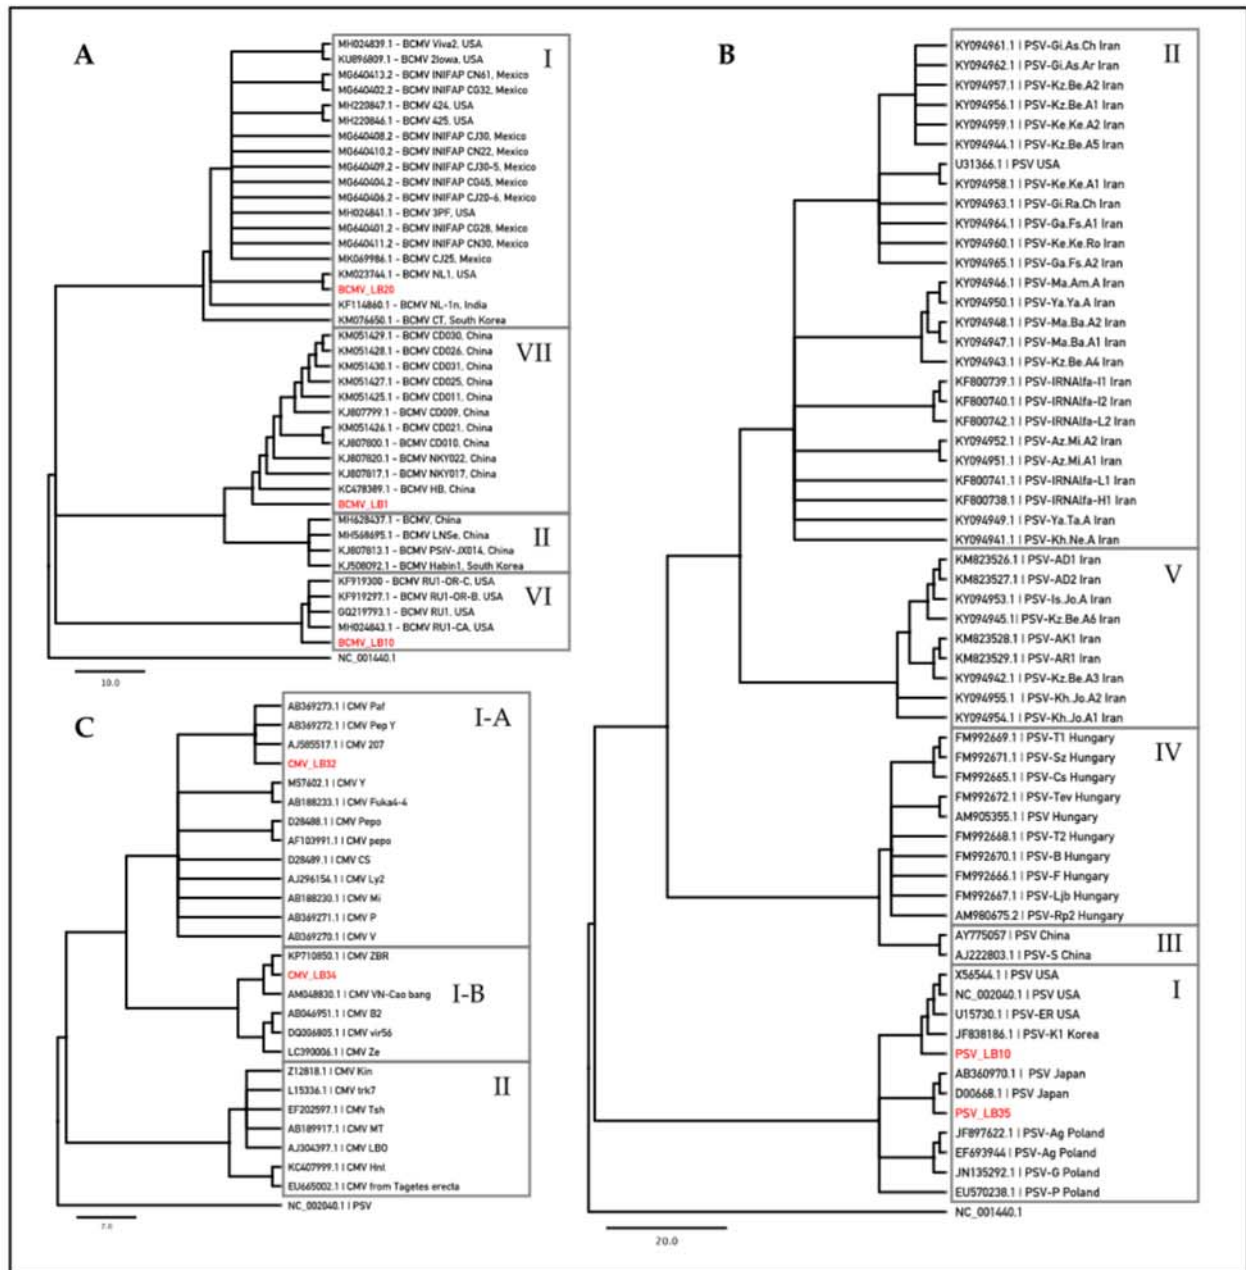 A
MH024839.1 - BCMV Viva2, USA
KU896809.1 - BCMV 2Iowa, USA
MG640413.2 - BCMV INIFAP CN61, Mexico
MG640402.2 - BCMV INIFAP CG32, Mexico
MH220847.1 - BCMV 424, USA
MH220846.1 - BCMV 425, USA
MG640408.2 - BCMV INIFAP CJ30, Mexico
MG640410.2 - BCMV INIFAP CN22, Mexico
MG640409.2 - BCMV INIFAP CJ30-5, Mexico
MG640404.2 - BCMV INIFAP CG45, Mexico
MG640406.2 - BCMV INIFAP CJ20-6, Mexico
MH024841.1 - BCMV 3PF, USA
MG640401.2 - BCMV INIFAP CG28, Mexico
MG640411.2 - BCMV INIFAP CN30, Mexico
MK069986.1 - BCMV CJ25, Mexico
KM023744.1 - BCMV NL1, USA
BCMV_LB20
KF114860.1 - BCMV NL-1n, India
KM076650.1 - BCMV CT, South Korea
I
KM051429.1 - BCMV CD030, China
KM051428.1 - BCMV CD026, China
KM051430.1 - BCMV CD031, China
KM051427.1 - BCMV CD025, China
KM051425.1 - BCMV CD011, China
KJ807799.1 - BCMV CD009, China
KM051426.1 - BCMV CD021, China
KJ807800.1 - BCMV CD010, China
KJ807820.1 - BCMV NKY022, China
KJ807817.1 - BCMV NKY017, China
KC478389.1 - BCMV HB, China
BCMV_LB1
VII
MH628437.1 - BCMV, China
MH568695.1 - BCMV LNSe, China
KJ807813.1 - BCMV PStV-JX014, China
KJ508092.1 - BCMV Habin1, South Korea
II
KF919300 - BCMV RU1-OR-C, USA
KF919297.1 - BCMV RU1-OR-B, USA
GQ219793.1 - BCMV RU1, USA
MH024843.1 - BCMV RU1-CA, USA
BCMV_LB10
VI
NC_001440.1
10.0
C
AB369273.1 | CMV Paf
AB369272.1 | CMV Pep Y
AJ585517.1 | CMV 207
CMV_LB32
M57602.1 | CMV Y
AB188233.1 | CMV Fuka4-4
D28488.1 | CMV Pepo
AF103991.1 | CMV pepo
D28489.1 | CMV CS
AJ296154.1 | CMV Ly2
AB188230.1 | CMV Mi
AB369271.1 | CMV P
AB369270.1 | CMV V
I-A
KP710850.1 | CMV ZBR
CMV_LB34
AM048830.1 | CMV VN-Cao bang
AB046951.1 | CMV B2
DQ006805.1 | CMV vir56
LC390006.1 | CMV Ze
I-B
Z12818.1 | CMV Kin
L15336.1 | CMV trk7
EF202597.1 | CMV Tsh
AB189917.1 | CMV MT
AJ304397.1 | CMV LBO
KC407999.1 | CMV Hnt
EU665002.1 | CMV from Tagetes erecta
II
NC_002040.1 | PSV
7.0
B
KY094961.1 | PSV-Gi.As.Ch Iran
KY094962.1 | PSV-Gi.As.Ar Iran
KY094957.1 | PSV-Kz.Be.A2 Iran
KY094956.1 | PSV-Kz.Be.A1 Iran
KY094959.1 | PSV-Ke.Ke.A2 Iran
KY094944.1 | PSV-Kz.Be.A5 Iran
U31366.1 | PSV USA
KY094958.1 | PSV-Ke.Ke.A1 Iran
KY094963.1 | PSV-Gi.Ra.Ch Iran
KY094964.1 | PSV-Ga.Fs.A1 Iran
KY094960.1 | PSV-Ke.Ke.Ro Iran
KY094965.1 | PSV-Ga.Fs.A2 Iran
KY094946.1 | PSV-Ma.Am.A Iran
KY094950.1 | PSV-Ya.Ya.A Iran
KY094948.1 | PSV-Ma.Ba.A2 Iran
KY094947.1 | PSV-Ma.Ba.A1 Iran
KY094943.1 | PSV-Kz.Be.A4 Iran
KF800739.1 | PSV-IRNAlfa-I1 Iran
KF800740.1 | PSV-IRNAlfa-I2 Iran
KF800742.1 | PSV-IRNAlfa-L2 Iran
KY094952.1 | PSV-Az.Mi.A2 Iran
KY094951.1 | PSV-Az.Mi.A1 Iran
KF800741.1 | PSV-IRNAlfa-L1 Iran
KF800738.1 | PSV-IRNAlfa-H1 Iran
KY094949.1 | PSV-Ya.Ta.A Iran
KY094941.1 | PSV-Kh.Ne.A Iran
II
KM823526.1 | PSV-AD1 Iran
KM823527.1 | PSV-AD2 Iran
KY094953.1 | PSV-Is.Jo.A Iran
KY094945.1| PSV-Kz.Be.A6 Iran
KM823528.1 | PSV-AK1 Iran
KM823529.1 | PSV-AR1 Iran
KY094942.1 | PSV-Kz.Be.A3 Iran
KY094955.1 | PSV-Kh.Jo.A2 Iran
KY094954.1 | PSV-Kh.Jo.A1 Iran
V
FM992669.1 | PSV-T1 Hungary
FM992671.1 | PSV-Sz Hungary
FM992665.1 | PSV-Cs Hungary
FM992672.1 | PSV-Tev Hungary
AM905355.1 | PSV Hungary
FM992668.1 | PSV-T2 Hungary
FM992670.1 | PSV-B Hungary
FM992666.1 | PSV-F Hungary
FM992667.1 | PSV-Ljb Hungary
AM980675.2 | PSV-Rp2 Hungary
IV
AY775057 | PSV China
AJ222803.1 | PSV-S China
III
X56544.1 | PSV USA
NC_002040.1 | PSV USA
U15730.1 | PSV-ER USA
JF838186.1 | PSV-K1 Korea
PSV_LB10
AB360970.1 | PSV Japan
D00668.1 | PSV Japan
PSV_LB35
JF897622.1 | PSV-Ag Poland
EF693944 | PSV-Ag Poland
JN135292.1 | PSV-G Poland
EU570238.1 | PSV-P Poland
I
NC_001440.1
20.0